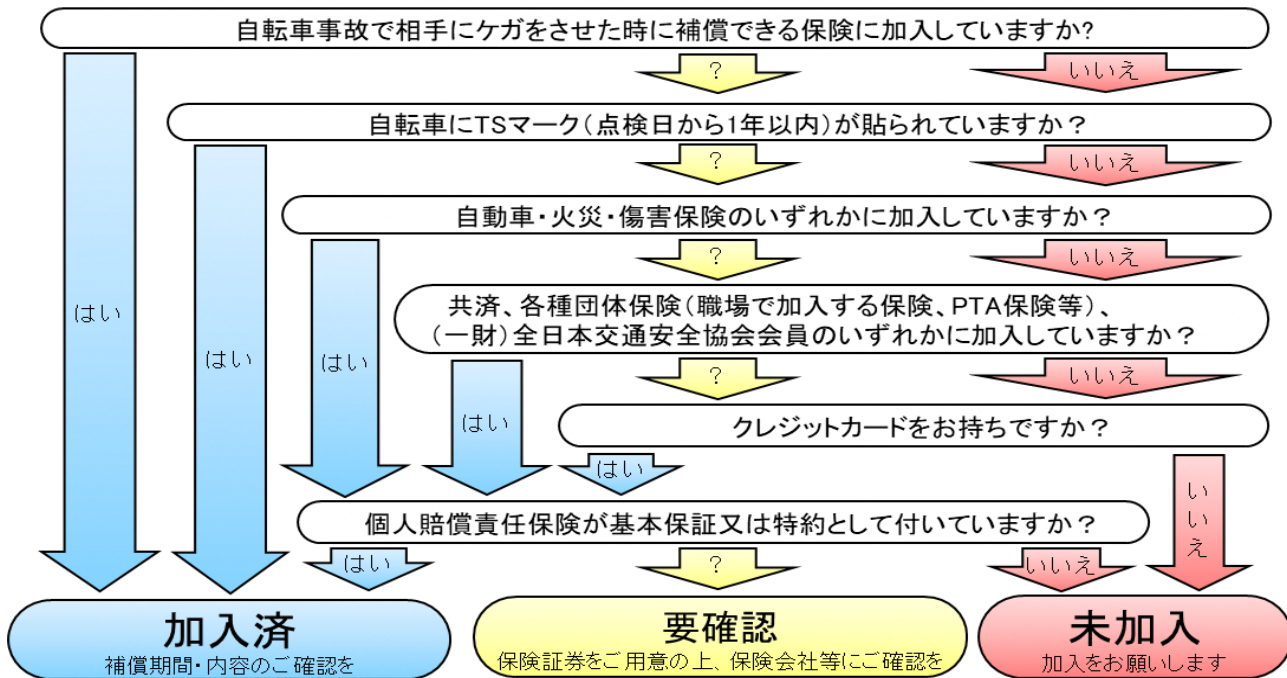 自転車事故で相手にケガをさせた時に補償できる保険に加入していますか?
?
いいえ
自転車にTSマーク(点検日から1年以内)が貼られていますか?
?
いいえ
自動車・火災・傷害保険のいずれかに加入していますか?
?
いいえ
はい
はい
はい
共済、各種団体保険(職場で加入する保険、PTA保険等)、
(一財)全日本交通安全協会会員のいずれかに加入していますか?
?
いいえ
はい
クレジットカードをお持ちですか?
はい
いいえ
個人賠償責任保険が基本保証又は特約として付いていますか?
はい
?
いいえ
加入済
補償期間・内容のご確認を
要確認
保険証券をご用意の上、保険会社等にご確認を
未加入
加入をお願いします